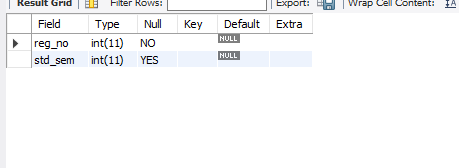 Result Grid Filter Rows: Export: Wrap Cell Content: IA
Field Type Null Key Default Extra
reg_no int(11) NO NULL
std_sem int(11) YES NULL